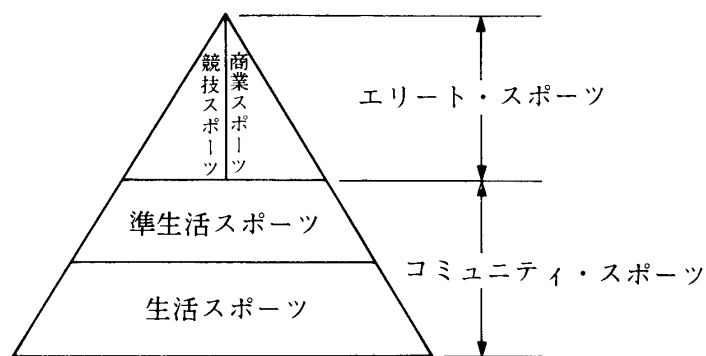 競技スポーツ
商業スポーツ
エリート・スポーツ
準生活スポーツ
コミュニティ・スポーツ
生活スポーツ